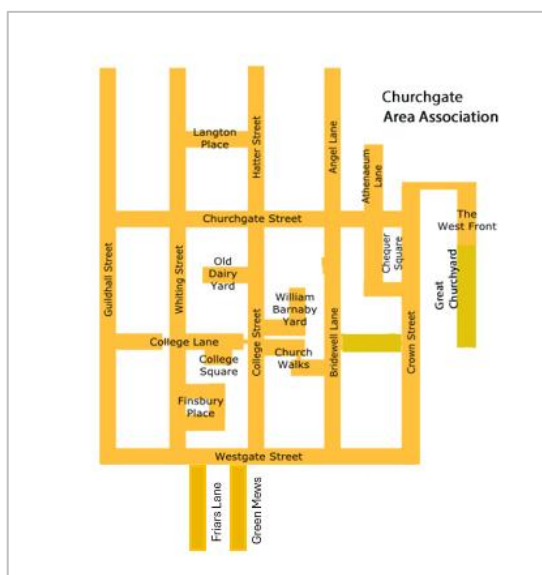 Churchgate
Area Association
Langton
Place
Hatter Street
Angel Lane
Athenaeum
Lane
Churchgate Street
The
West Front
Guildhall Street
Whiting Street
Old
Dairy
Yard
Chequer
Square
Great
Churchyard
William
Barnaby
Yard
College Lane
College Street
Bridewell Lane
Crown Street
College
Square
Church
Walks
Finsbury
Place
Westgate Street
Friars Lane
Green Mews